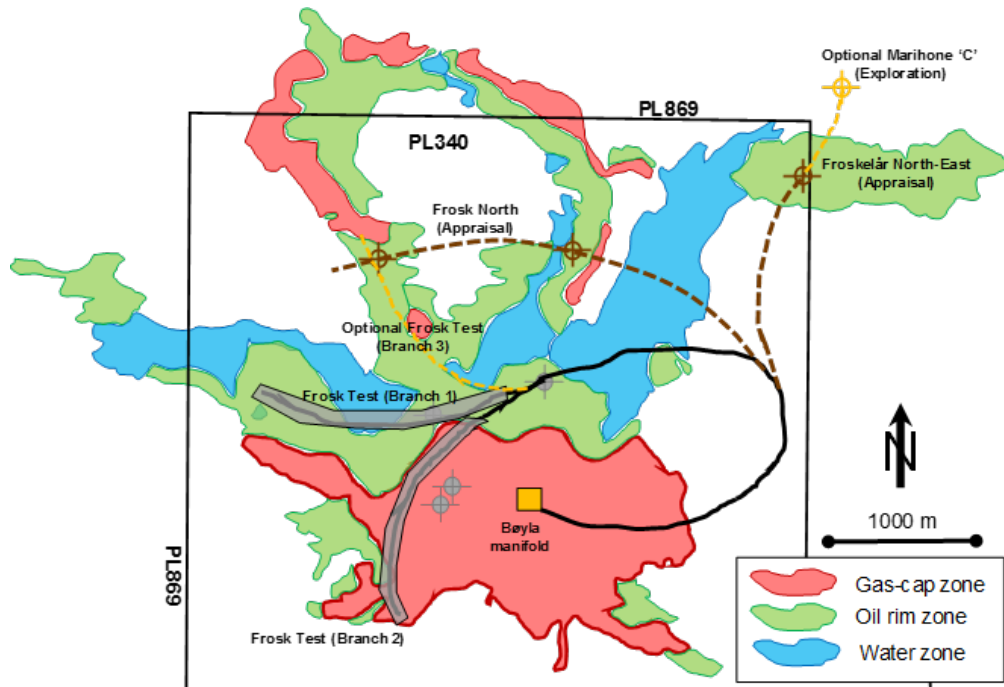 Optional Marihone ‘C’
(Exploration)
PL869
PL340
Froskelår North-East
(Appraisal)
Frosk North
(Appraisal)
Optional Frosk Test
(Branch 3)
Frosk Test (Branch 1)
N
Bøyla
manifold
1000 m
PL869
Gas-cap zone
Oil rim zone
Water zone
Frosk Test (Branch 2)